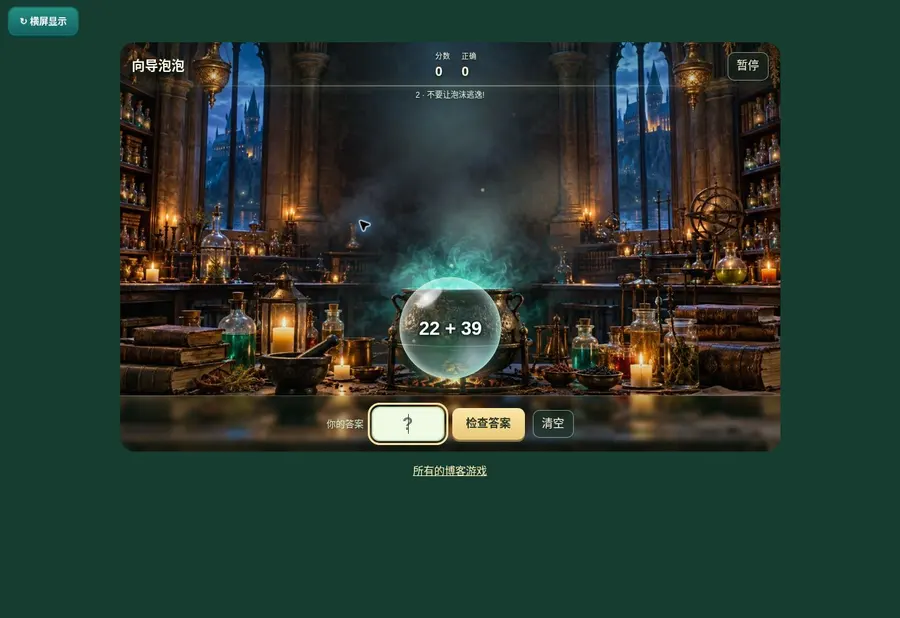 ↻ 横屏显示
向导泡泡
分数 正确
0 0
暂停
2 · 不要让泡沫逃逸!
22 + 39
你的答案
?
检查答案
清空
所有的博客游戏